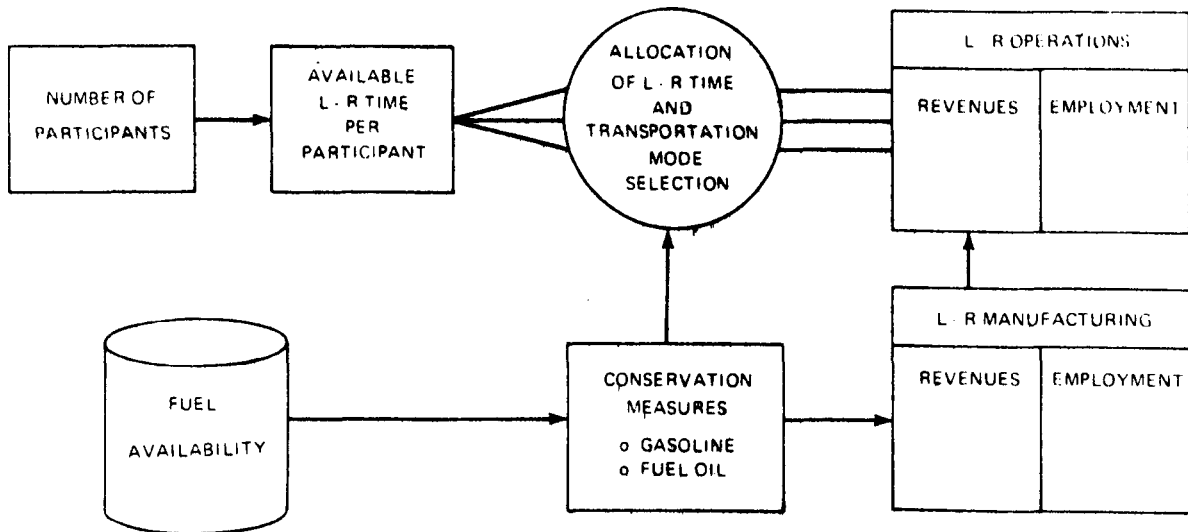 NUMBER OF
PARTICIPANTS
AVAILABLE
L - R TIME
PER
PARTICIPANT
ALLOCATION
OF L - R TIME
AND
TRANSPORTATION
MODE
SELECTION
L - R OPERATIONS
REVENUES
EMPLOYMENT
FUEL
AVAILABILITY
CONSERVATION
MEASURES
o GASOLINE
o FUEL OIL
L - R MANUFACTURING
REVENUES
EMPLOYMENT